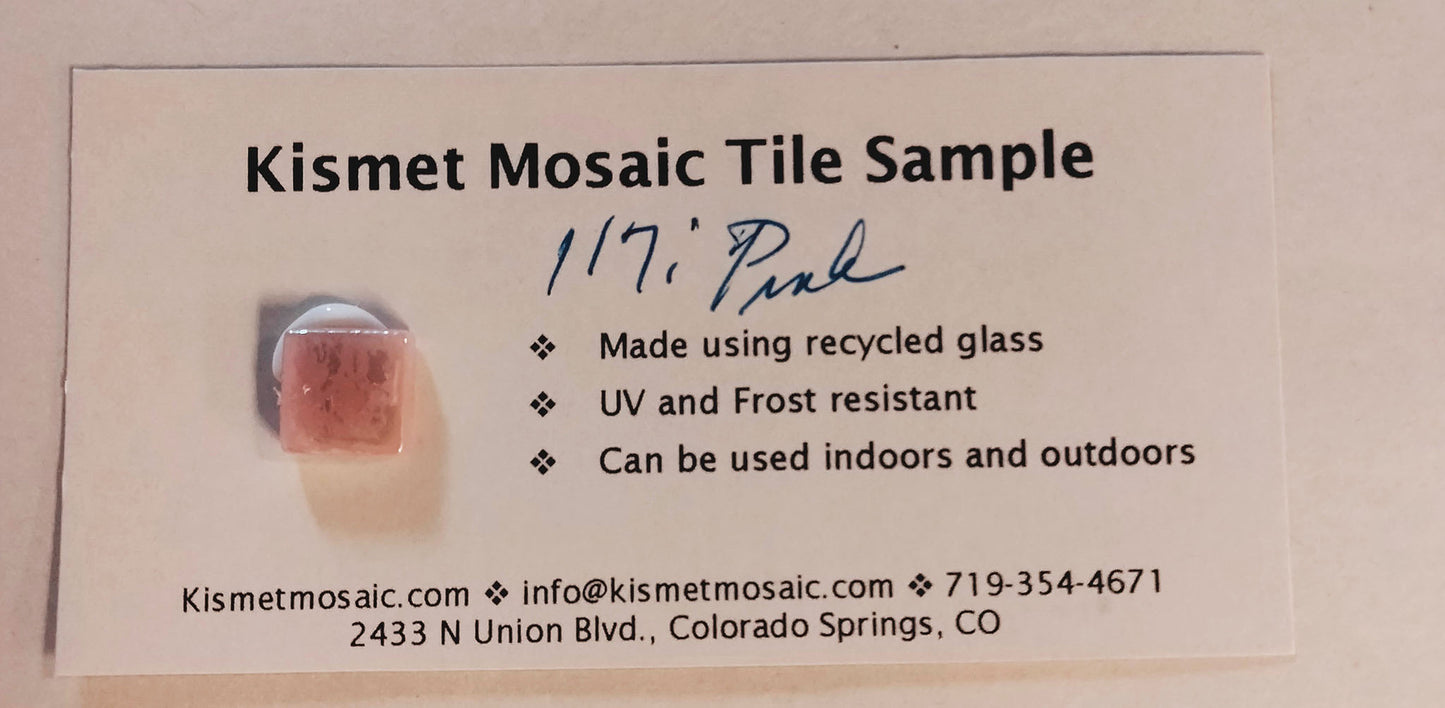 Kismet Mosaic Tile Sample
117i Pink
❖ Made using recycled glass
❖ UV and Frost resistant
❖ Can be used indoors and outdoors
Kismetmosaic.com ❖ info@kismetmosaic.com ❖ 719-354-4671
2433 N Union Blvd., Colorado Springs, CO